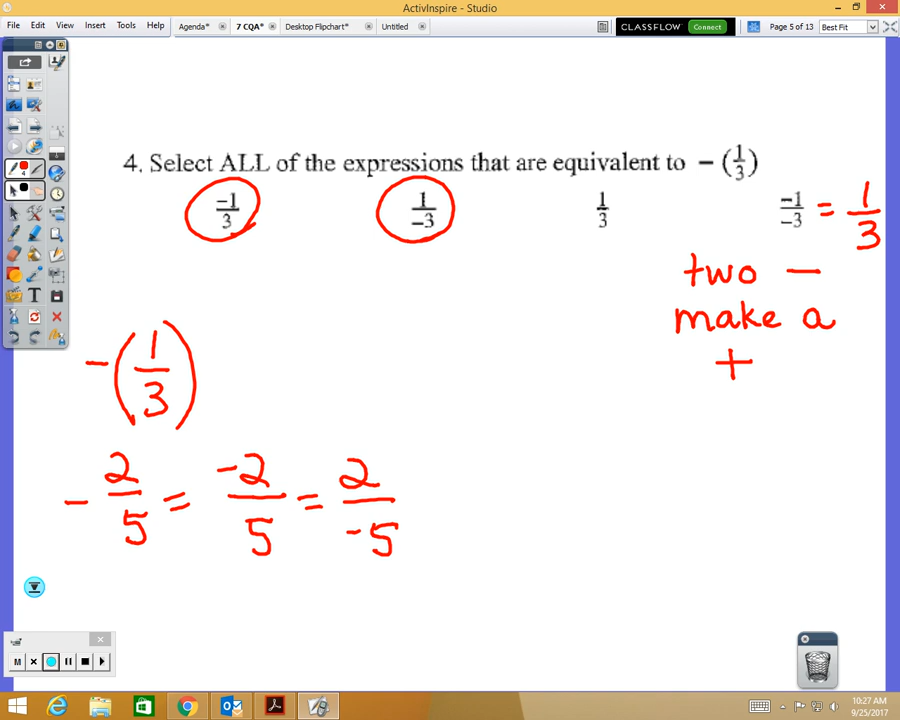 ActivInspire - Studio
File Edit View Insert Tools Help
Agenda* 7 CQA* Desktop Flipchart* Untitled CLASSFLOW Connect Page 5 of 13 Best Fit
4. Select ALL of the expressions that are equivalent to − (1/3)
-1/3 1/-3 1/3 -1/-3 = 1/3
two −
make a
+
-(1/3)
- 2/5 = -2/5 = 2/-5
4
T
M
10:27 AM
9/25/2017